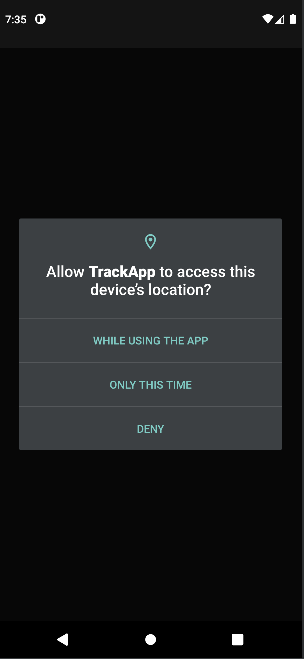 7:35
Allow TrackApp to access this
device's location?
WHILE USING THE APP
ONLY THIS TIME
DENY